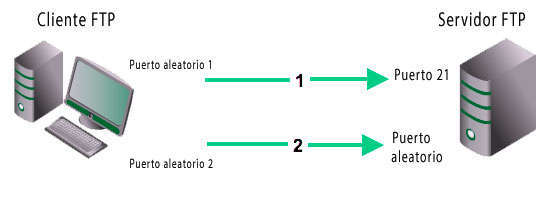 Cliente FTP
Servidor FTP
Puerto aleatorio 1
1
Puerto 21
2
Puerto
aleatorio
Puerto aleatorio 2